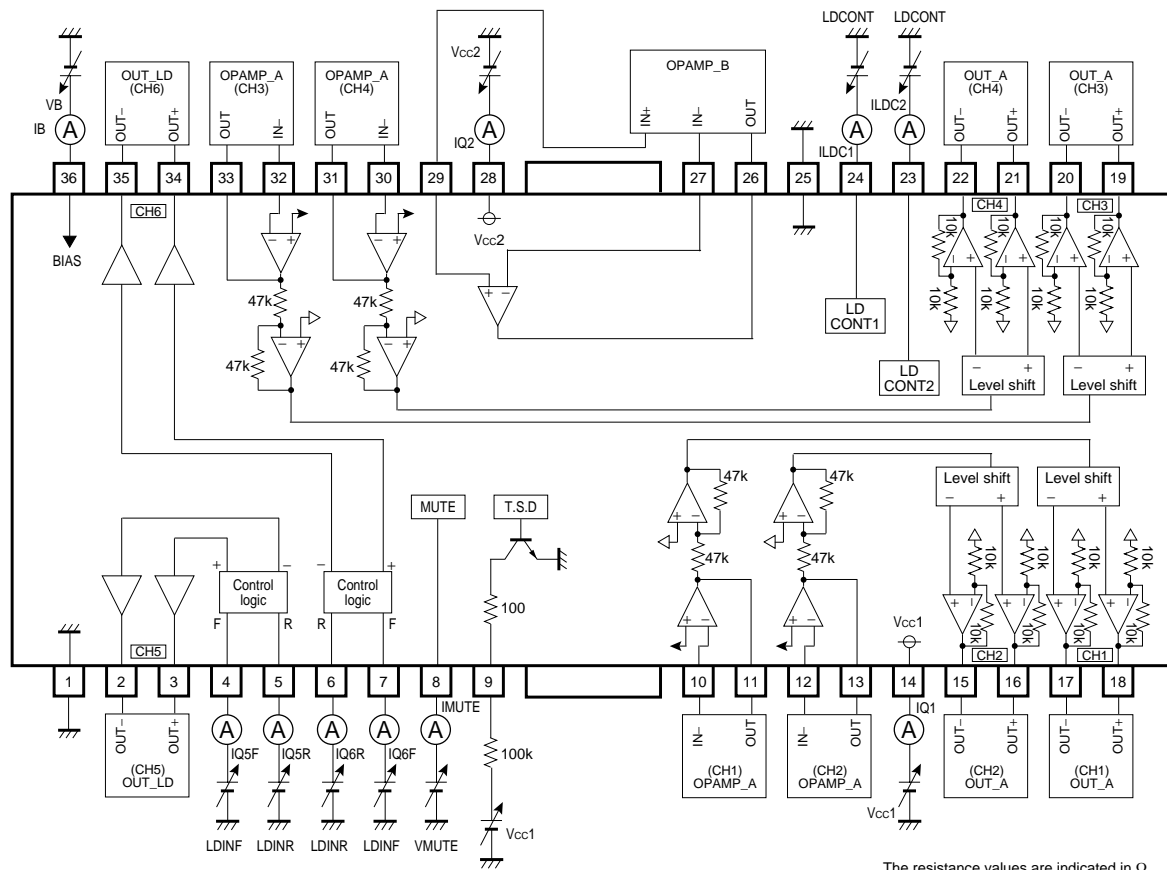 LDCONT LDCONT
Vcc2
OUT_LD
(CH6)
OPAMP_A
(CH3)
OPAMP_A
(CH4)
OPAMP_B
OUT_A
(CH4)
OUT_A
(CH3)
VB
IB
A
OUT−
OUT+
OUT
IN−
OUT
IN−
IQ2
A
IN+
IN−
OUT
A
ILDC1
A
ILDC2
OUT−
OUT+
OUT−
OUT+
36 35 34 33 32 31 30 29 28 27 26 25 24 23 22 21 20 19
CH6
CH4
CH3
BIAS
Vcc2
− +
− +
+ −
10k 10k 10k 10k
− + − + − + − +
10k 10k 10k 10k
47k 47k
− +
− +
47k 47k
LD
CONT1
LD
CONT2
− +
Level shift
− +
Level shift
47k 47k
Level shift
− +
Level shift
− +
MUTE
T.S.D
+ −
+ −
47k 47k
10k 10k 10k 10k
+ −
Control
logic
F R
− +
Control
logic
R F
100
+ −
+ −
Vcc1
+ − + − + − + −
10k 10k 10k 10k
CH5
CH2
CH1
1 2 3 4 5 6 7 8 9 10 11 12 13 14 15 16 17 18
OUT−
OUT+
(CH5)
OUT_LD
A
IQ5F
A
IQ5R
A
IQ6R
A
IQ6F
A
IMUTE
100k
IN−
OUT
(CH1)
OPAMP_A
IN−
OUT
(CH2)
OPAMP_A
IQ1
A
OUT−
OUT+
(CH2)
OUT_A
OUT−
OUT+
(CH1)
OUT_A
Vcc1
Vcc1
LDINF LDINR LDINR LDINF VMUTE
The resistance values are indicated in Ω.